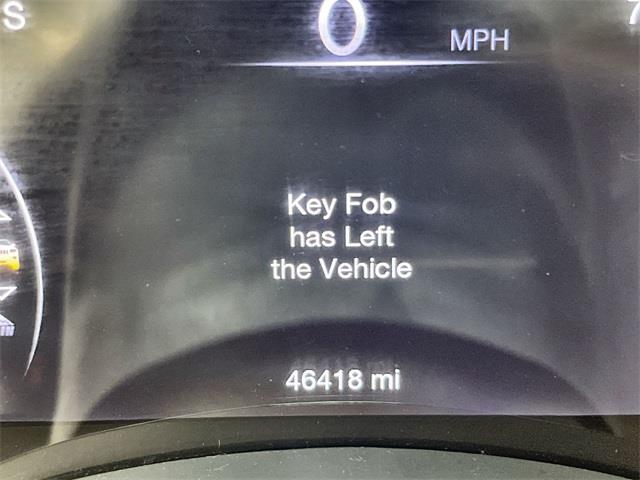 S
0
MPH
Key Fob
has Left
the Vehicle
46418 mi